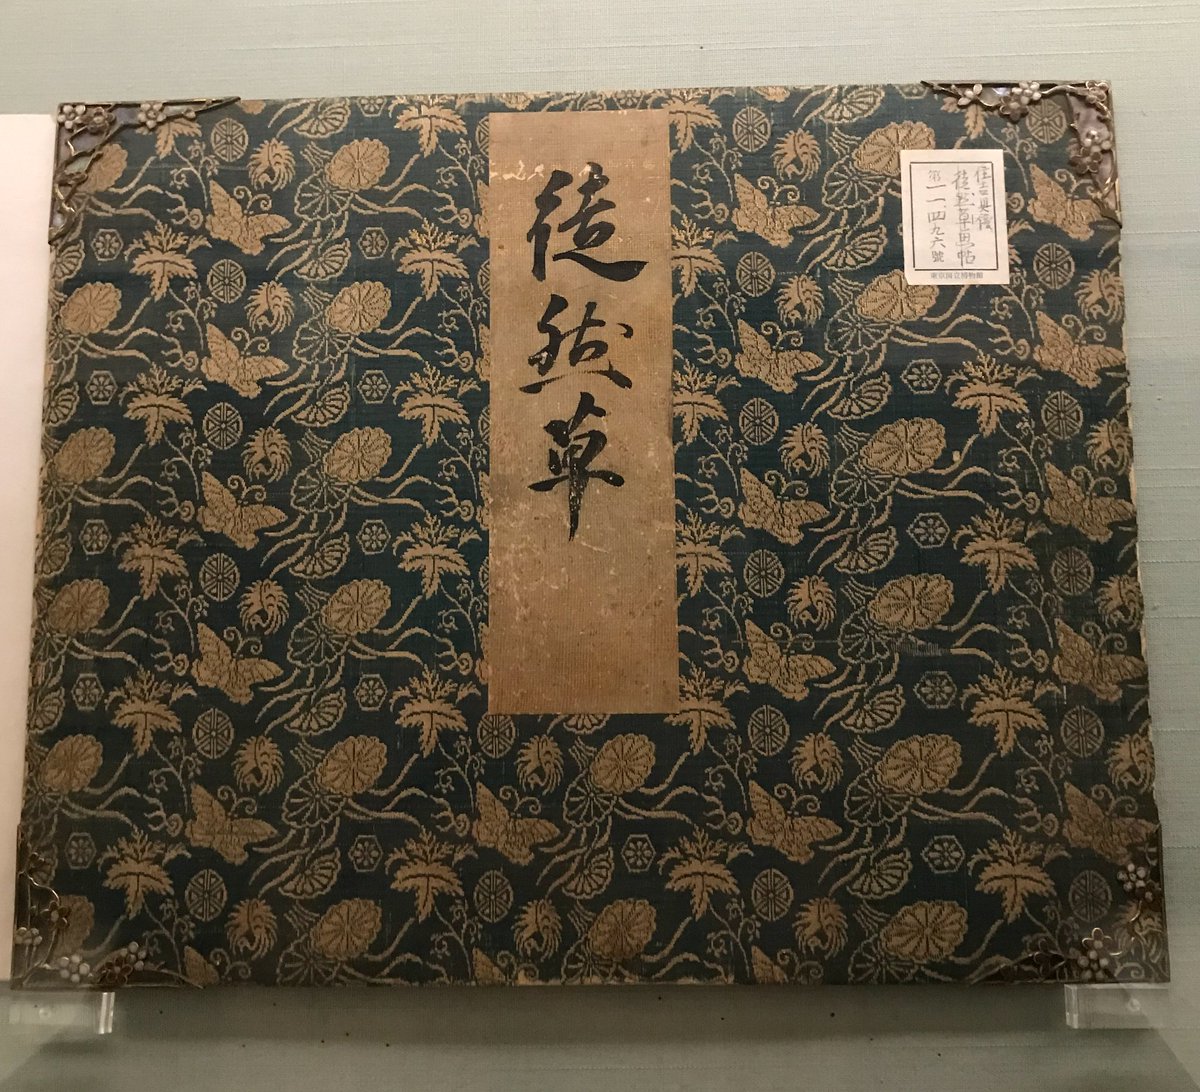 徒然草
住吉具慶
徒然草画帖
第一一四九六號
東京国立博物館